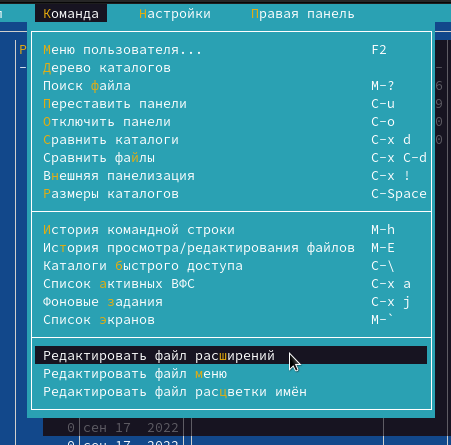 Команда Настройки Правая панель
Меню пользователя... F2
Дерево каталогов
Поиск файла M-?
Переставить панели C-u
Отключить панели C-o
Сравнить каталоги C-x d
Сравнить файлы C-x C-d
Внешняя панелизация C-x !
Размеры каталогов C-Space
История командной строки M-h
История просмотра/редактирования файлов M-E
Каталоги быстрого доступа C-\
Список активных ВФС C-x a
Фоновые задания C-x j
Список экранов M-`
Редактировать файл расширений
Редактировать файл меню
Редактировать файл расцветки имён
0 сен 17 2022
0 сен 17 2022